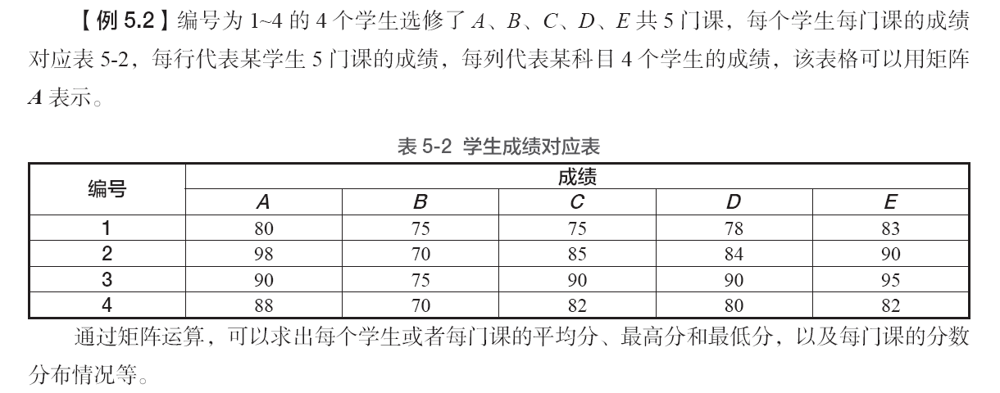 【例 5.2】编号为 1~4 的 4 个学生选修了 A、B、C、D、E 共 5 门课，每个学生每门课的成绩
对应表 5-2，每行代表某学生 5 门课的成绩，每列代表某科目 4 个学生的成绩，该表格可以用矩阵
A 表示。
表 5-2 学生成绩对应表
编号 成绩
A B C D E
1 80 75 75 78 83
2 98 70 85 84 90
3 90 75 90 90 95
4 88 70 82 80 82
通过矩阵运算，可以求出每个学生或者每门课的平均分、最高分和最低分，以及每门课的分数
分布情况等。